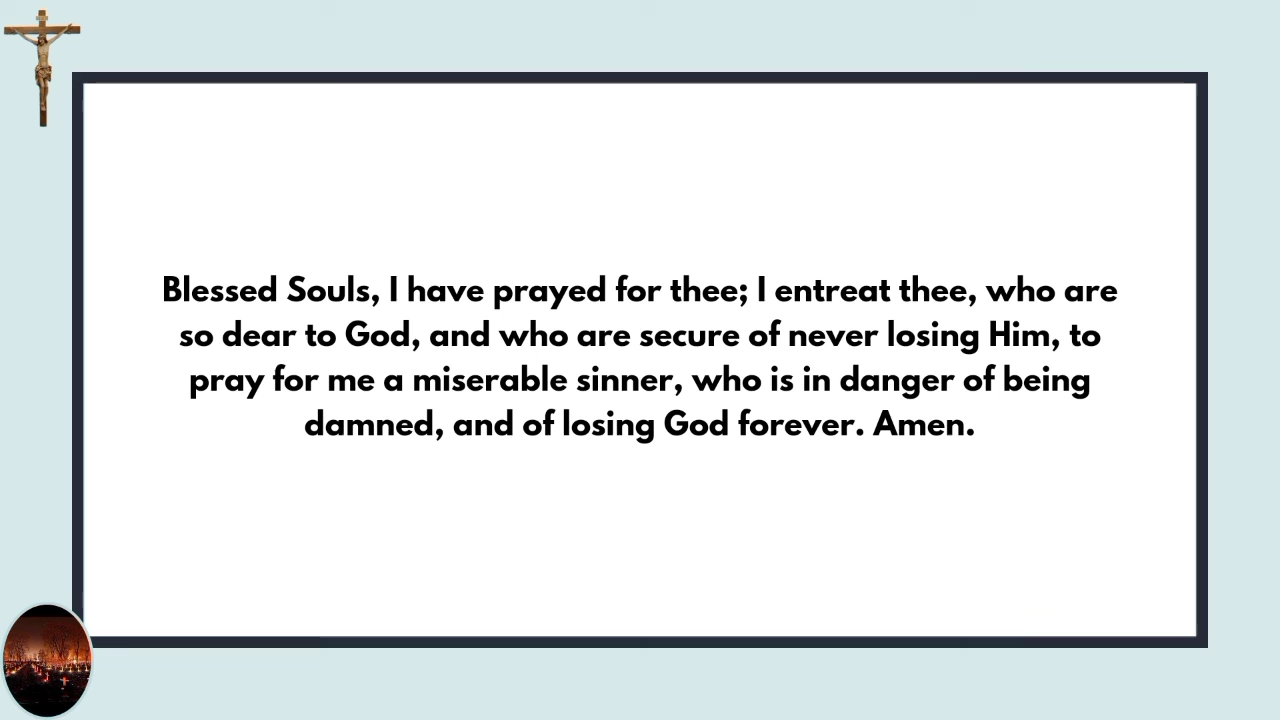 Blessed Souls, I have prayed for thee; I entreat thee, who are
so dear to God, and who are secure of never losing Him, to
pray for me a miserable sinner, who is in danger of being
damned, and of losing God forever. Amen.